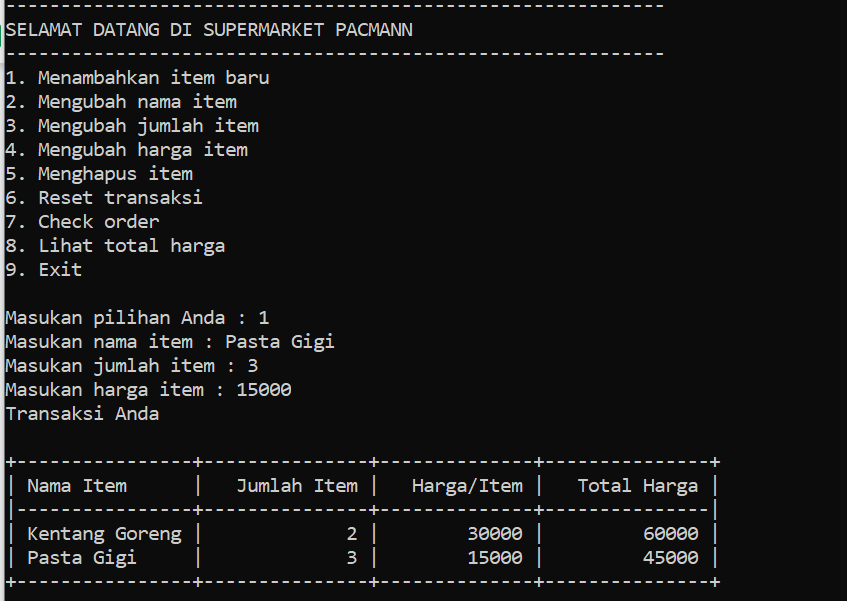 ------------------------------------------------------------
SELAMAT DATANG DI SUPERMARKET PACMANN
------------------------------------------------------------
1. Menambahkan item baru
2. Mengubah nama item
3. Mengubah jumlah item
4. Mengubah harga item
5. Menghapus item
6. Reset transaksi
7. Check order
8. Lihat total harga
9. Exit

Masukan pilihan Anda : 1
Masukan nama item : Pasta Gigi
Masukan jumlah item : 3
Masukan harga item : 15000
Transaksi Anda

+----------------+---------------+--------------+---------------+
| Nama Item      |   Jumlah Item |   Harga/Item |   Total Harga |
|----------------+---------------+--------------+---------------|
| Kentang Goreng |             2 |        30000 |         60000 |
| Pasta Gigi     |             3 |        15000 |         45000 |
+----------------+---------------+--------------+---------------+